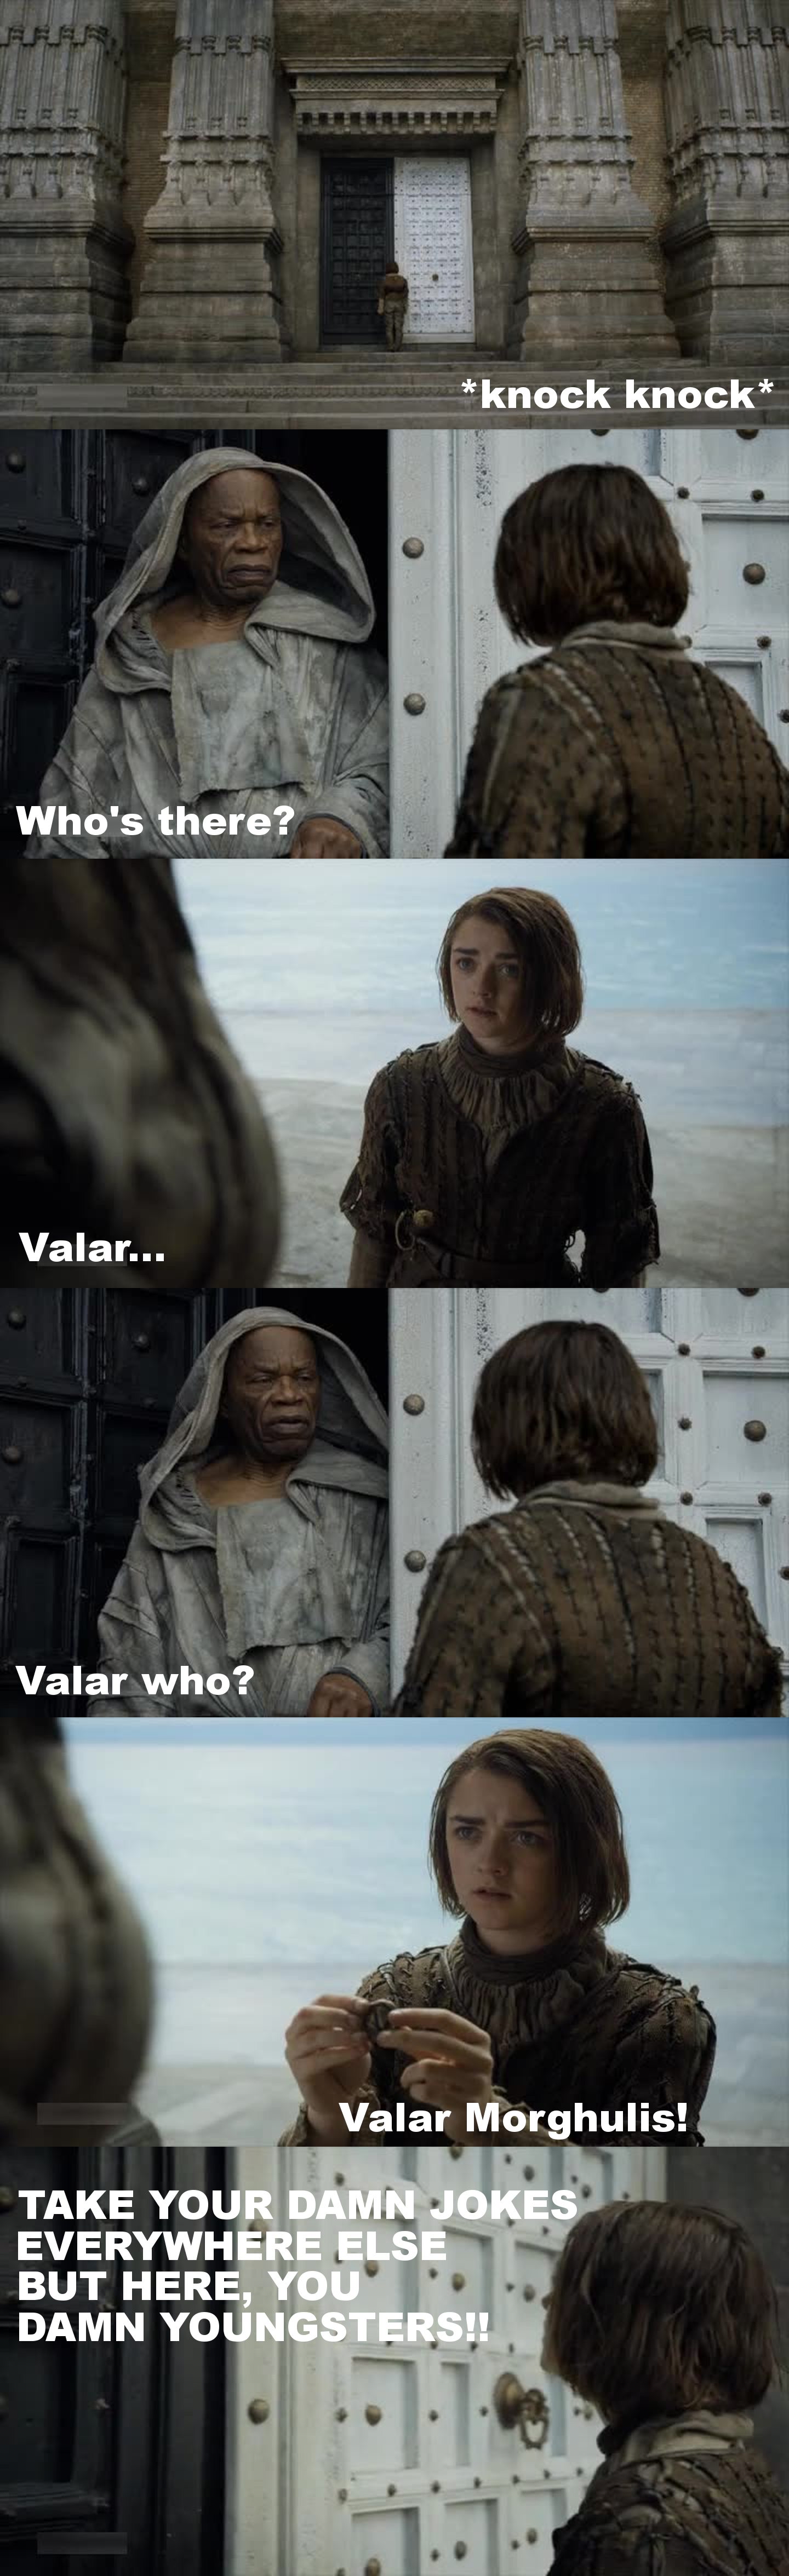 *knock knock*
Who's there?
Valar...
Valar who?
Valar Morghulis!
TAKE YOUR DAMN JOKES
EVERYWHERE ELSE
BUT HERE, YOU
DAMN YOUNGSTERS!!